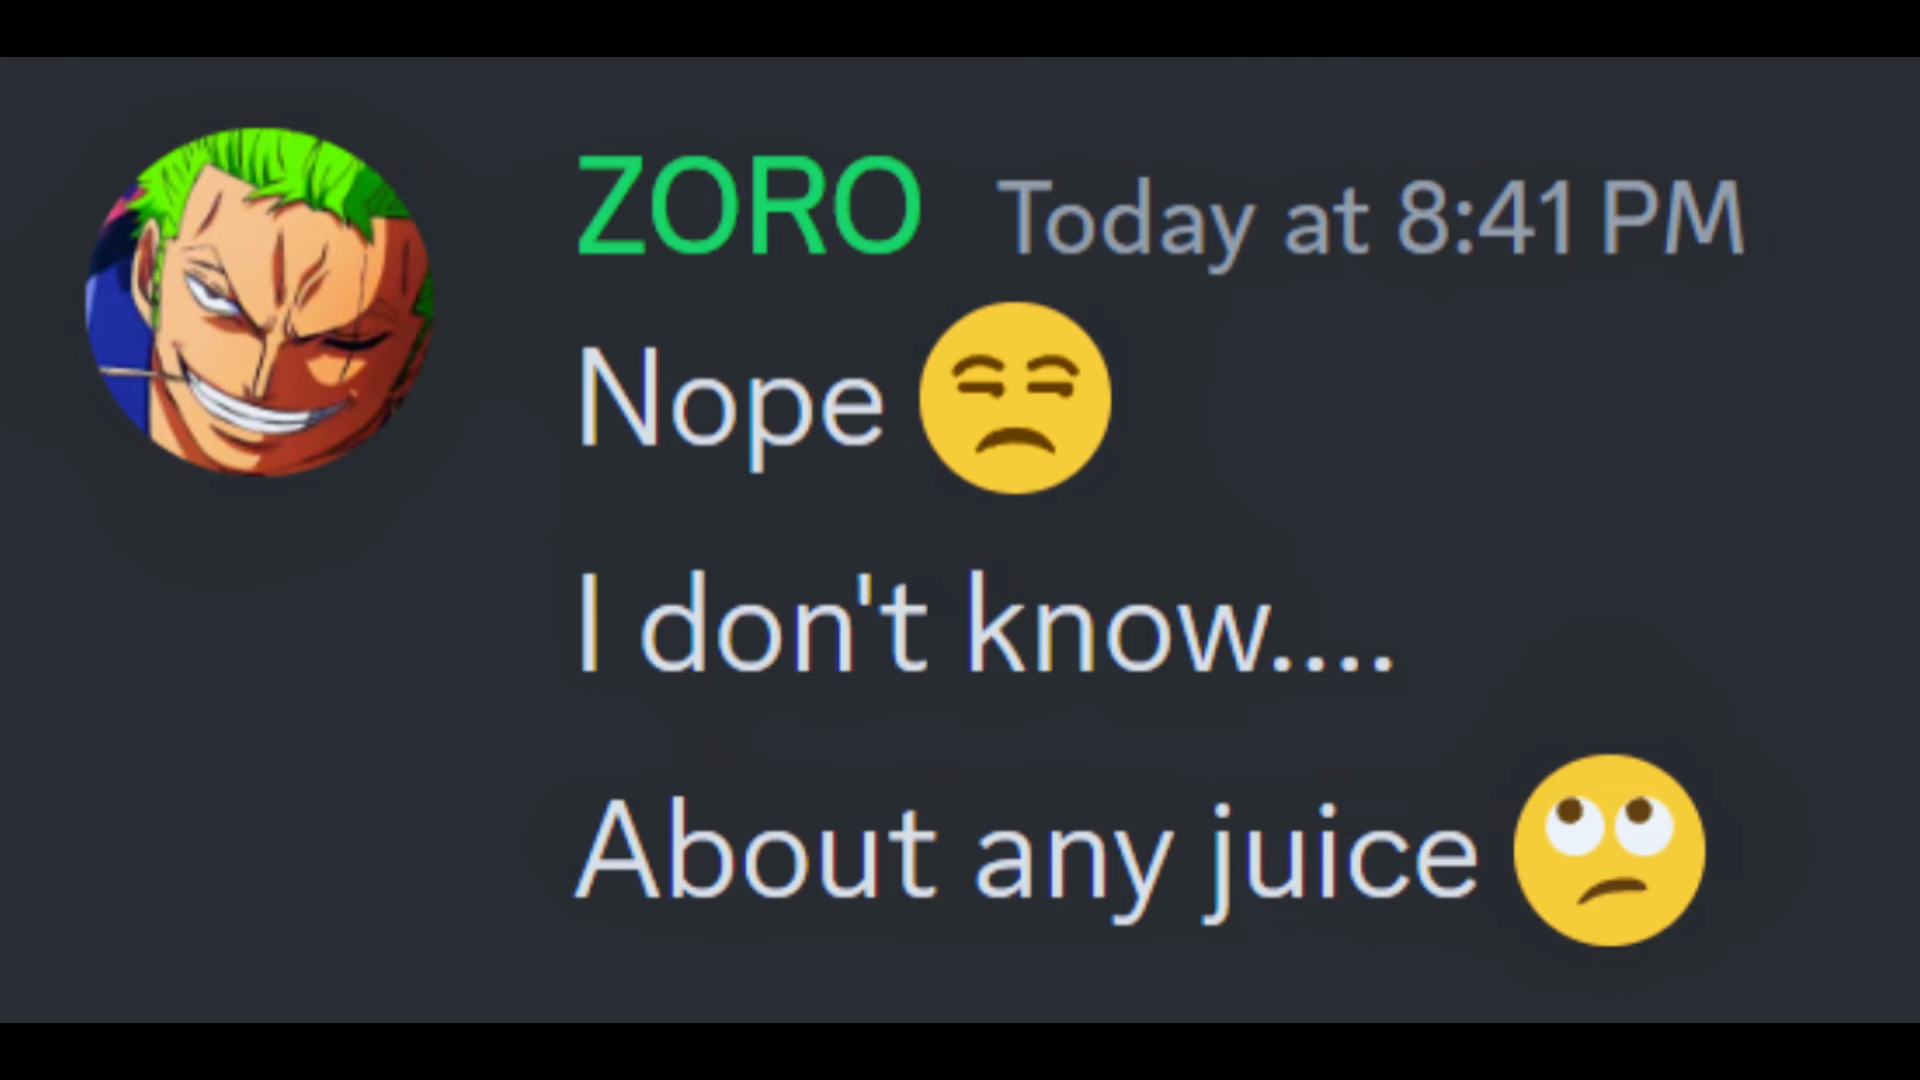 ZORO Today at 8:41 PM
Nope 😒
I don't know....
About any juice 🙄